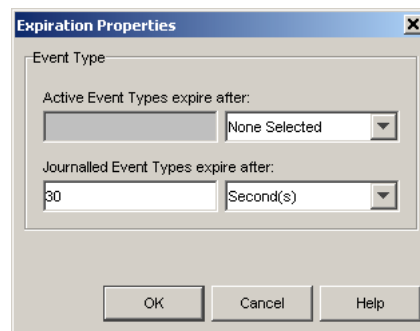 Expiration Properties
Event Type
Active Event Types expire after:
None Selected
Journalled Event Types expire after:
30 Second(s)
OK Cancel Help